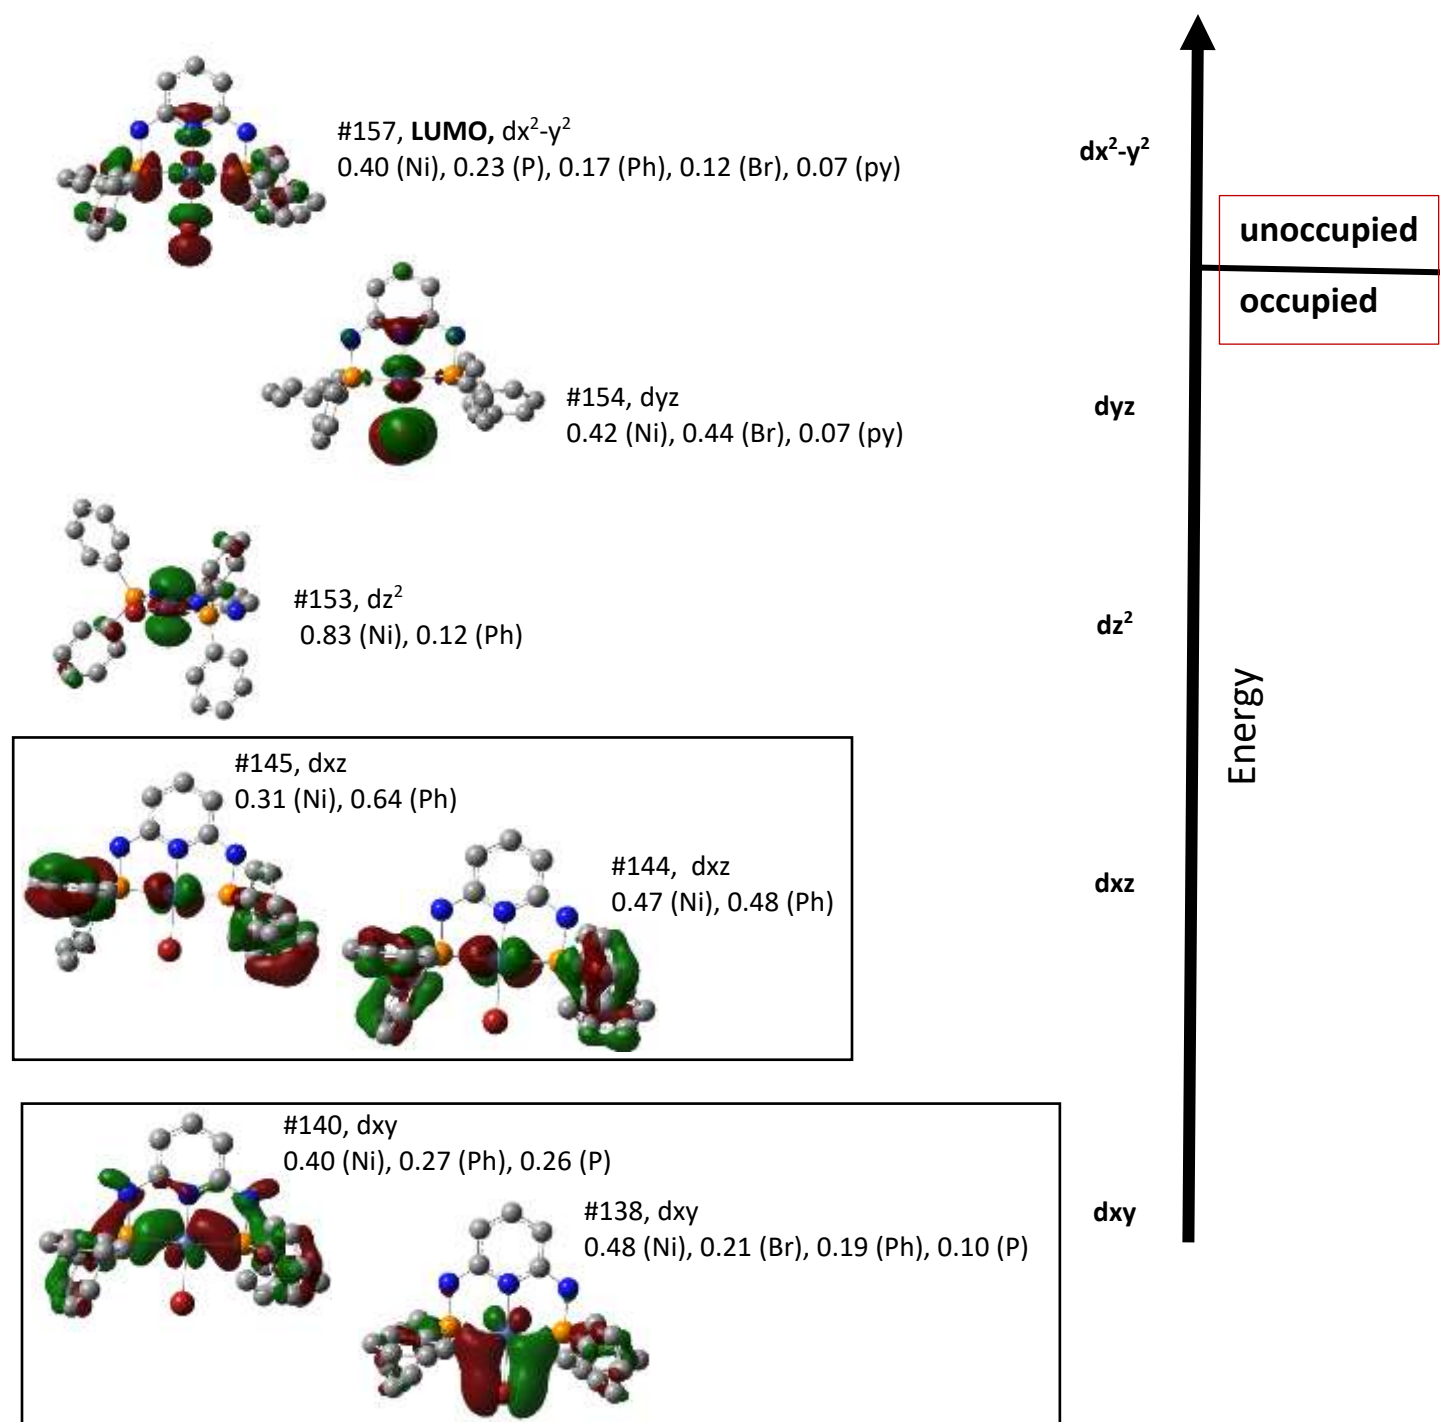 #157, LUMO, dx²-y²
0.40 (Ni), 0.23 (P), 0.17 (Ph), 0.12 (Br), 0.07 (py)
dx²-y²
unoccupied
occupied
#154, dyz
0.42 (Ni), 0.44 (Br), 0.07 (py)
dyz
#153, dz²
0.83 (Ni), 0.12 (Ph)
dz²
Energy
#145, dxz
0.31 (Ni), 0.64 (Ph)
#144, dxz
0.47 (Ni), 0.48 (Ph)
dxz
#140, dxy
0.40 (Ni), 0.27 (Ph), 0.26 (P)
#138, dxy
0.48 (Ni), 0.21 (Br), 0.19 (Ph), 0.10 (P)
dxy